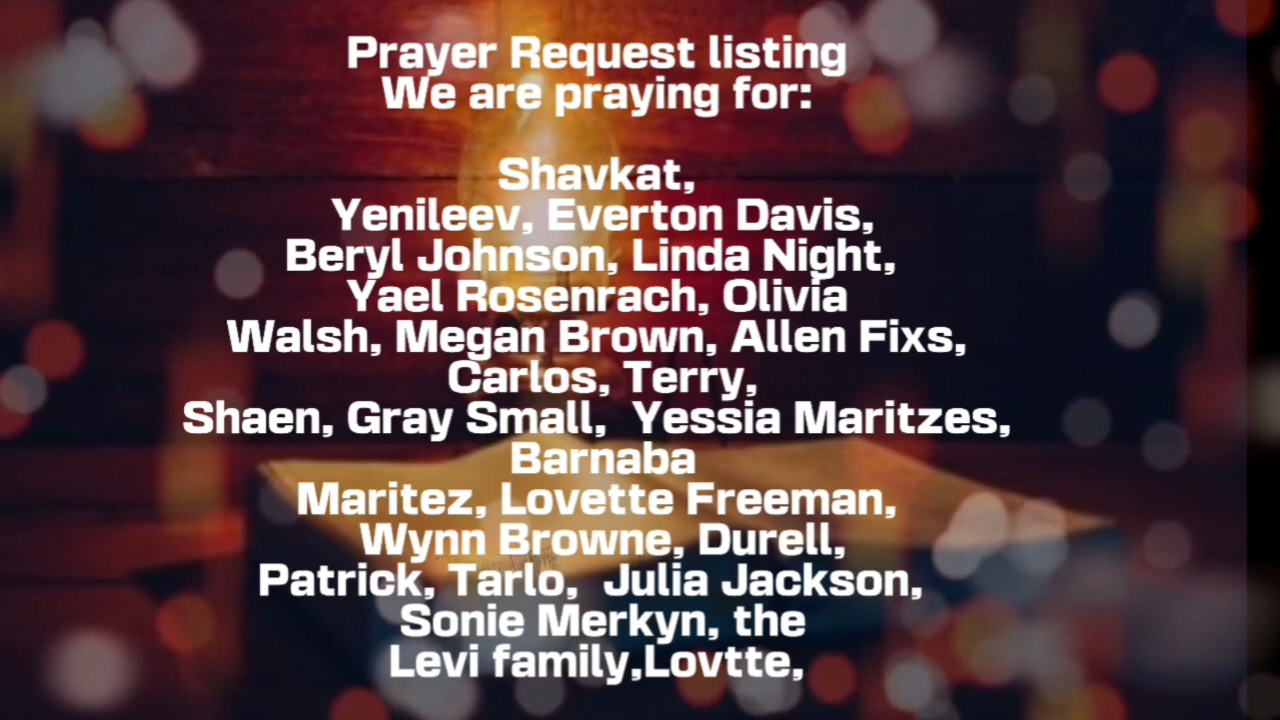 Prayer Request listing
We are praying for:
Shavkat,
Yenileev, Everton Davis,
Beryl Johnson, Linda Night,
Yael Rosenrach, Olivia
Walsh, Megan Brown, Allen Fixs,
Carlos, Terry,
Shaen, Gray Small,  Yessia Maritzes,
Barnaba
Maritez, Lovette Freeman,
Wynn Browne, Durell,
Patrick, Tarlo,  Julia Jackson,
Sonie Merkyn, the
Levi family,Lovtte,